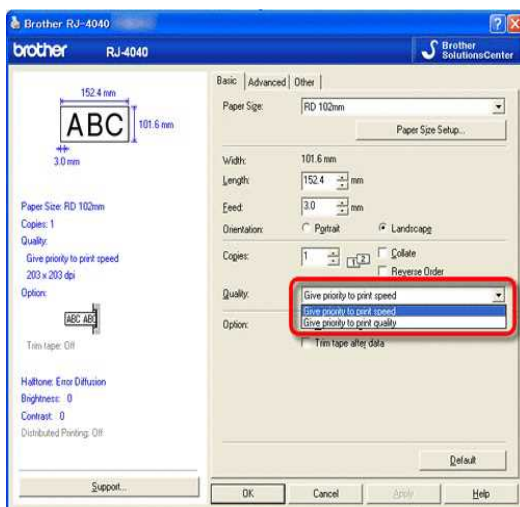 Brother RJ-4040
brother RJ-4040
Brother
SolutionsCenter
152.4 mm
ABC
101.6 mm
3.0 mm
Paper Size: RD 102mm
Copies: 1
Quality:
Give priority to print speed
203 x 203 dpi
Option:
ABC ABC
Trim tape: Off
Halftone: Error Diffusion
Brightness: 0
Contrast: 0
Distributed Printing: Off
Support...
Basic Advanced Other
Paper Size: RD 102mm
Paper Size Setup...
Width: 101.6 mm
Length: 152.4 mm
Feed: 3.0 mm
Orientation: Portrait Landscape
Copies: 1 1 2 Collate
Reverse Order
Quality: Give priority to print speed
Give priority to print speed
Give priority to print quality
Option:
Trim tape after data
Default
OK Cancel Apply Help